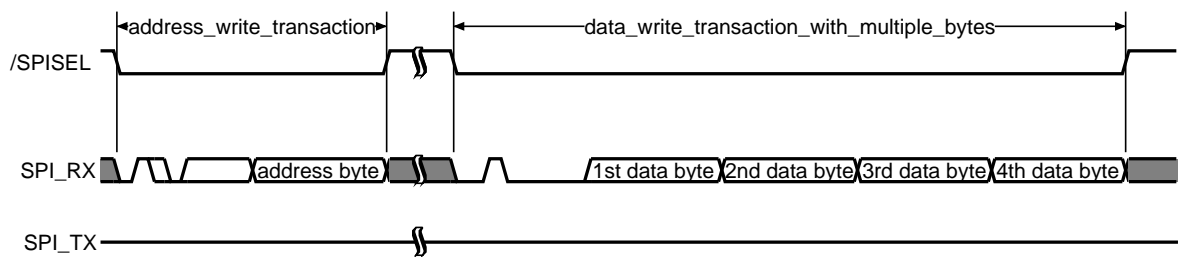 address_write_transaction data_write_transaction_with_multiple_bytes
/SPISEL
SPI_RX address byte 1st data byte 2nd data byte 3rd data byte 4th data byte
SPI_TX